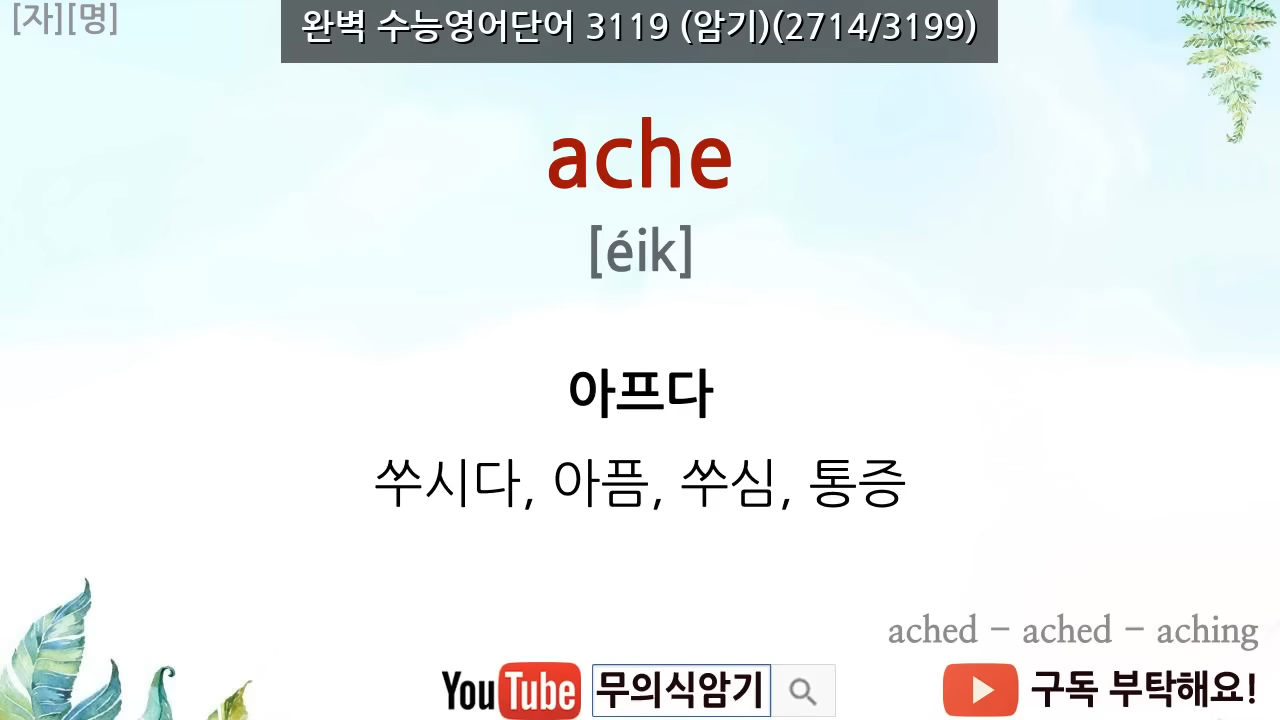 [자][명]
완벽 수능영어단어 3119 (암기)(2714/3199)
ache
[éik]
아프다
쑤시다, 아픔, 쑤심, 통증
ached - ached - aching
YouTube 무의식암기
구독 부탁해요!